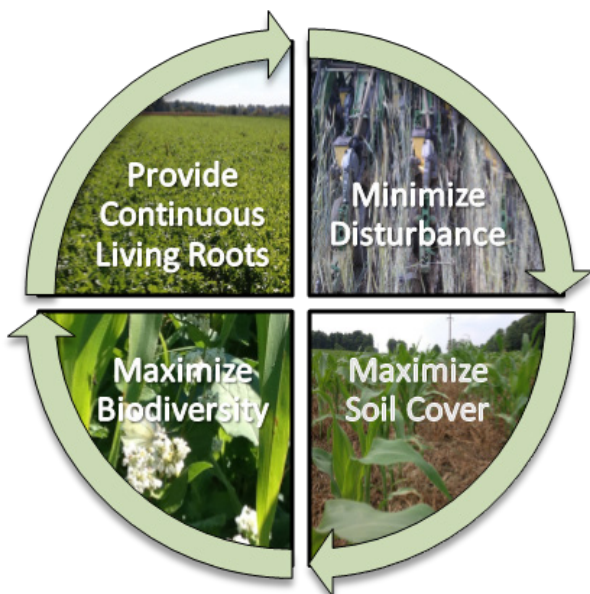 Provide
Continuous
Living Roots
Minimize
Disturbance
Maximize
Biodiversity
Maximize
Soil Cover